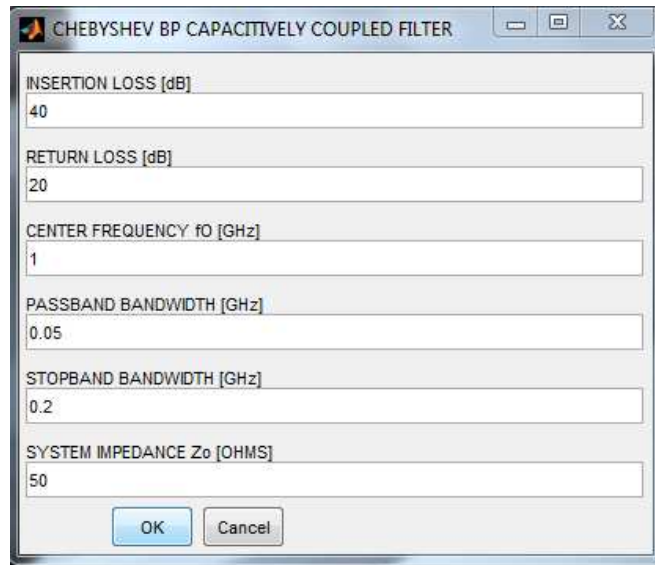 CHEBYSHEV BP CAPACITIVELY COUPLED FILTER
INSERTION LOSS [dB]
40
RETURN LOSS [dB]
20
CENTER FREQUENCY fO [GHz]
1
PASSBAND BANDWIDTH [GHz]
0.05
STOPBAND BANDWIDTH [GHz]
0.2
SYSTEM IMPEDANCE Zo [OHMS]
50
OK Cancel